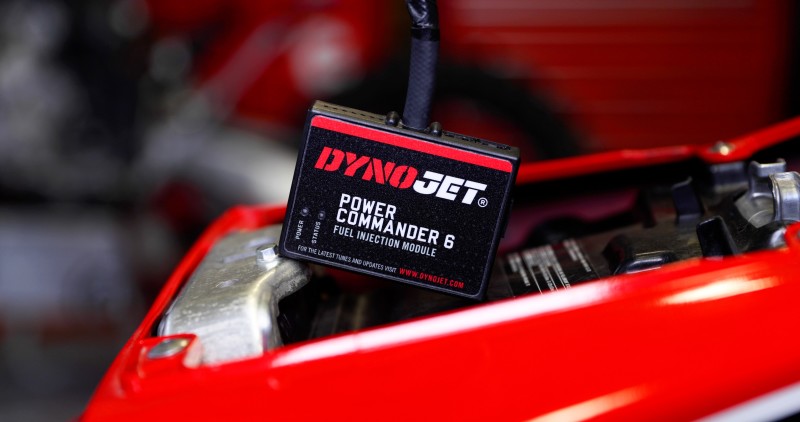 DYNOJET®
POWER
COMMANDER 6
FUEL INJECTION MODULE
POWER
STATUS
FOR THE LATEST TUNES AND UPDATES VISIT WWW.DYNOJET.COM